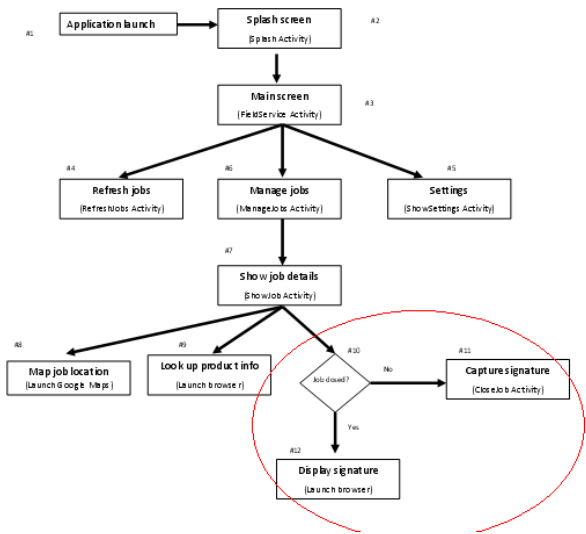 #1
Application launch
Splash screen
(Splash Activity)
#2
Main screen
(FieldService Activity)
#3
#4
Refresh jobs
(RefreshJobs Activity)
#6
Manage jobs
(ManageJobs Activity)
#5
Settings
(ShowSettings Activity)
#7
Show job details
(ShowJob Activity)
#8
Map job location
(Launch Google Maps)
#9
Look up product info
(Launch browser)
#10
Job closed?
No
#11
Capture signature
(CloseJob Activity)
Yes
#12
Display signature
(Launch browser)